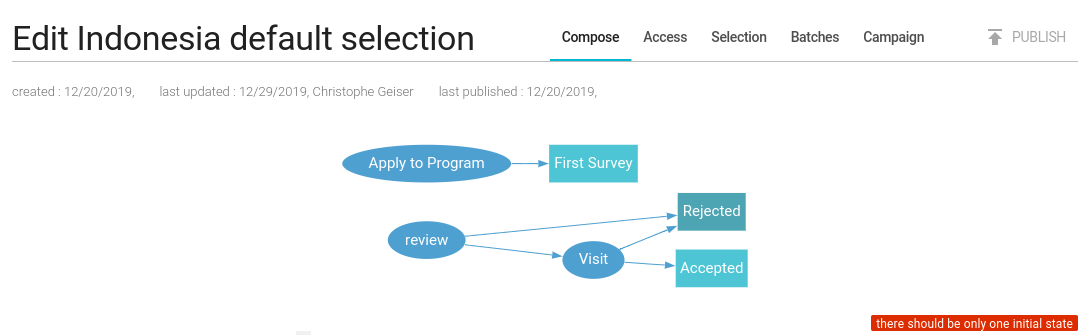 Edit Indonesia default selection
Compose Access Selection Batches Campaign PUBLISH
created : 12/20/2019, last updated : 12/29/2019, Christophe Geiser last published : 12/20/2019,
Apply to Program First Survey
Rejected
review
Visit
Accepted
there should be only one initial state